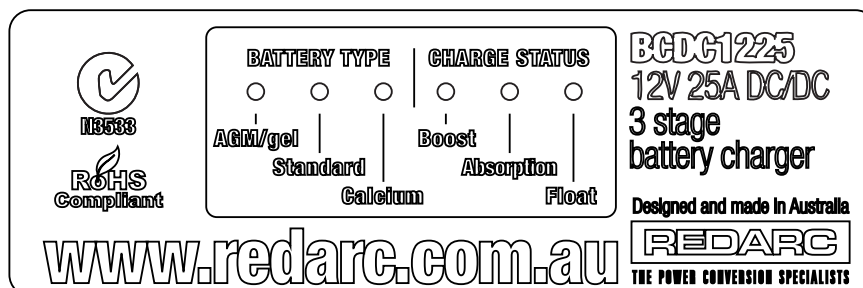 N3533
RoHS
Compliant
BATTERY TYPE
CHARGE STATUS
AGM/gel
Standard
Calcium
Boost
Absorption
Float
BCDC1225
12V 25A DC/DC
3 stage
battery charger
Designed and made in Australia
REDARC
THE POWER CONVERSION SPECIALISTS
www.redarc.com.au